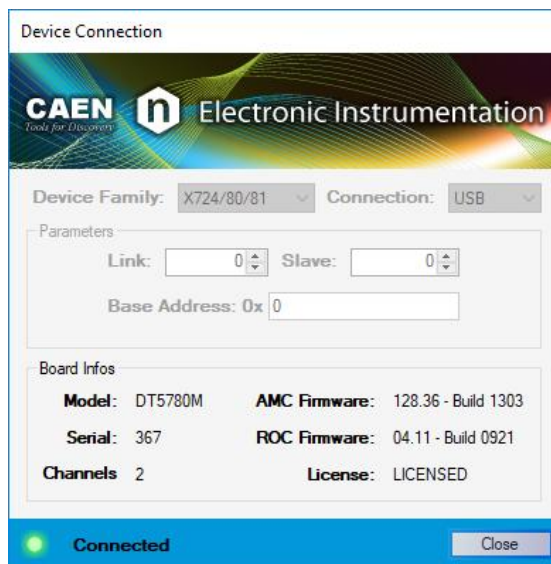 Device Connection
CAEN n Electronic Instrumentation
Tools for Discovery
Device Family: X724/80/81 Connection: USB
Parameters
Link: 0 Slave: 0
Base Address: 0x 0
Board Infos
Model: DT5780M AMC Firmware: 128.36 - Build 1303
Serial: 367 ROC Firmware: 04.11 - Build 0921
Channels 2 License: LICENSED
Connected Close